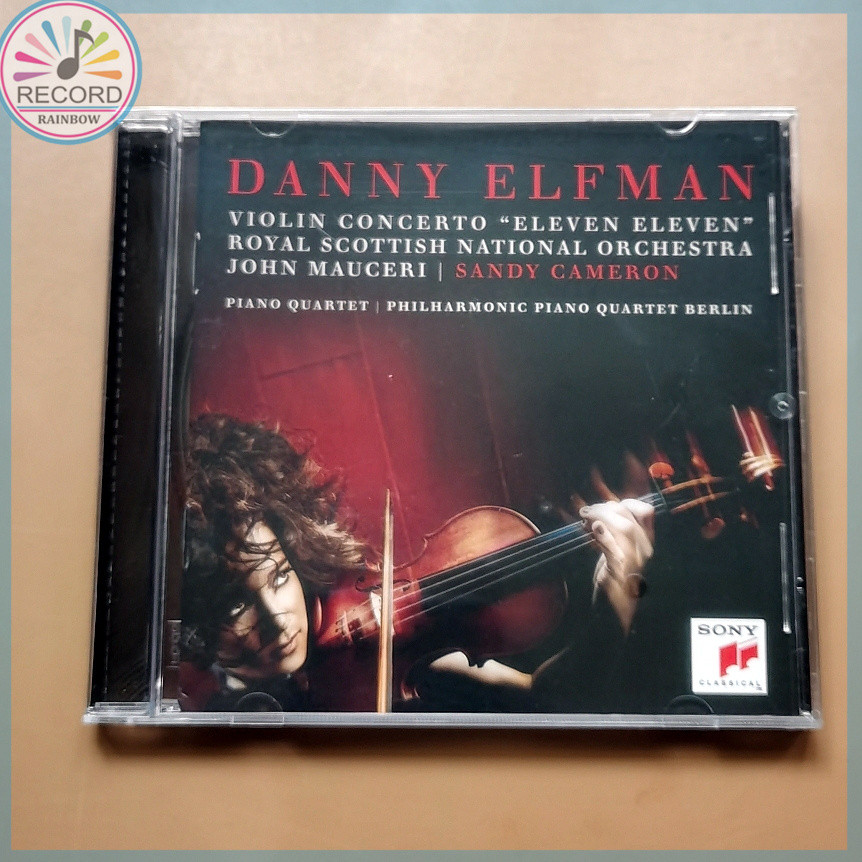 RECORD
RAINBOW
DANNY ELFMAN
VIOLIN CONCERTO “ELEVEN ELEVEN”
ROYAL SCOTTISH NATIONAL ORCHESTRA
JOHN MAUCERI | SANDY CAMERON
PIANO QUARTET | PHILHARMONIC PIANO QUARTET BERLIN
SONY
CLASSICAL